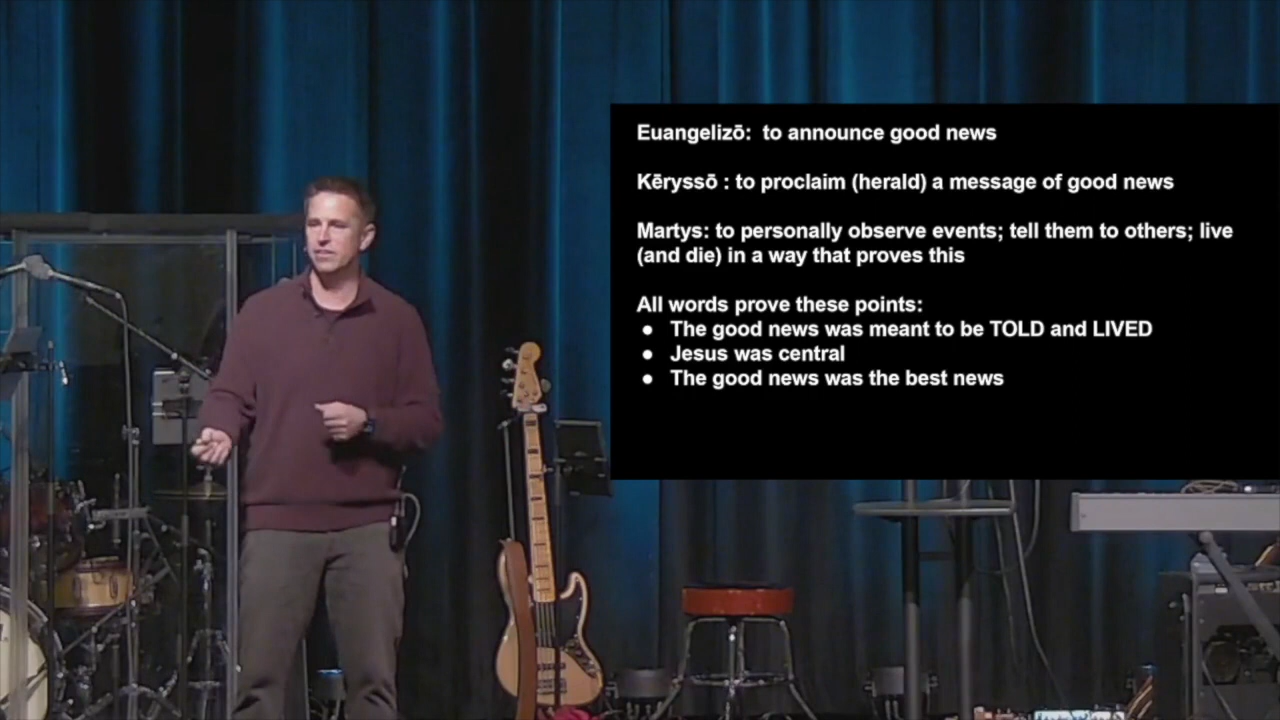 Euangelizō:  to announce good news
Kēryssō : to proclaim (herald) a message of good news
Martys: to personally observe events; tell them to others; live
(and die) in a way that proves this
All words prove these points:
● The good news was meant to be TOLD and LIVED
● Jesus was central
● The good news was the best news